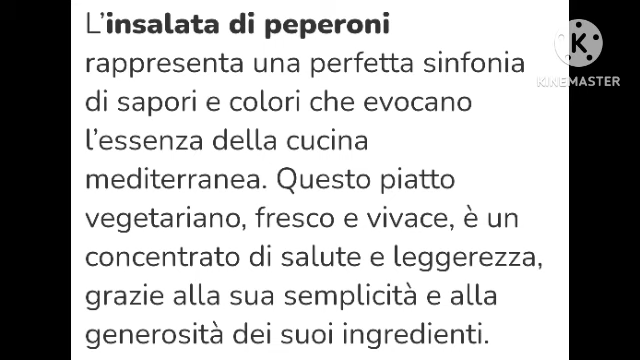 L’insalata di peperoni
rappresenta una perfetta sinfonia
di sapori e colori che evocano
l’essenza della cucina
mediterranea. Questo piatto
vegetariano, fresco e vivace, è un
concentrato di salute e leggerezza,
grazie alla sua semplicità e alla
generosità dei suoi ingredienti.
K
KINEMASTER